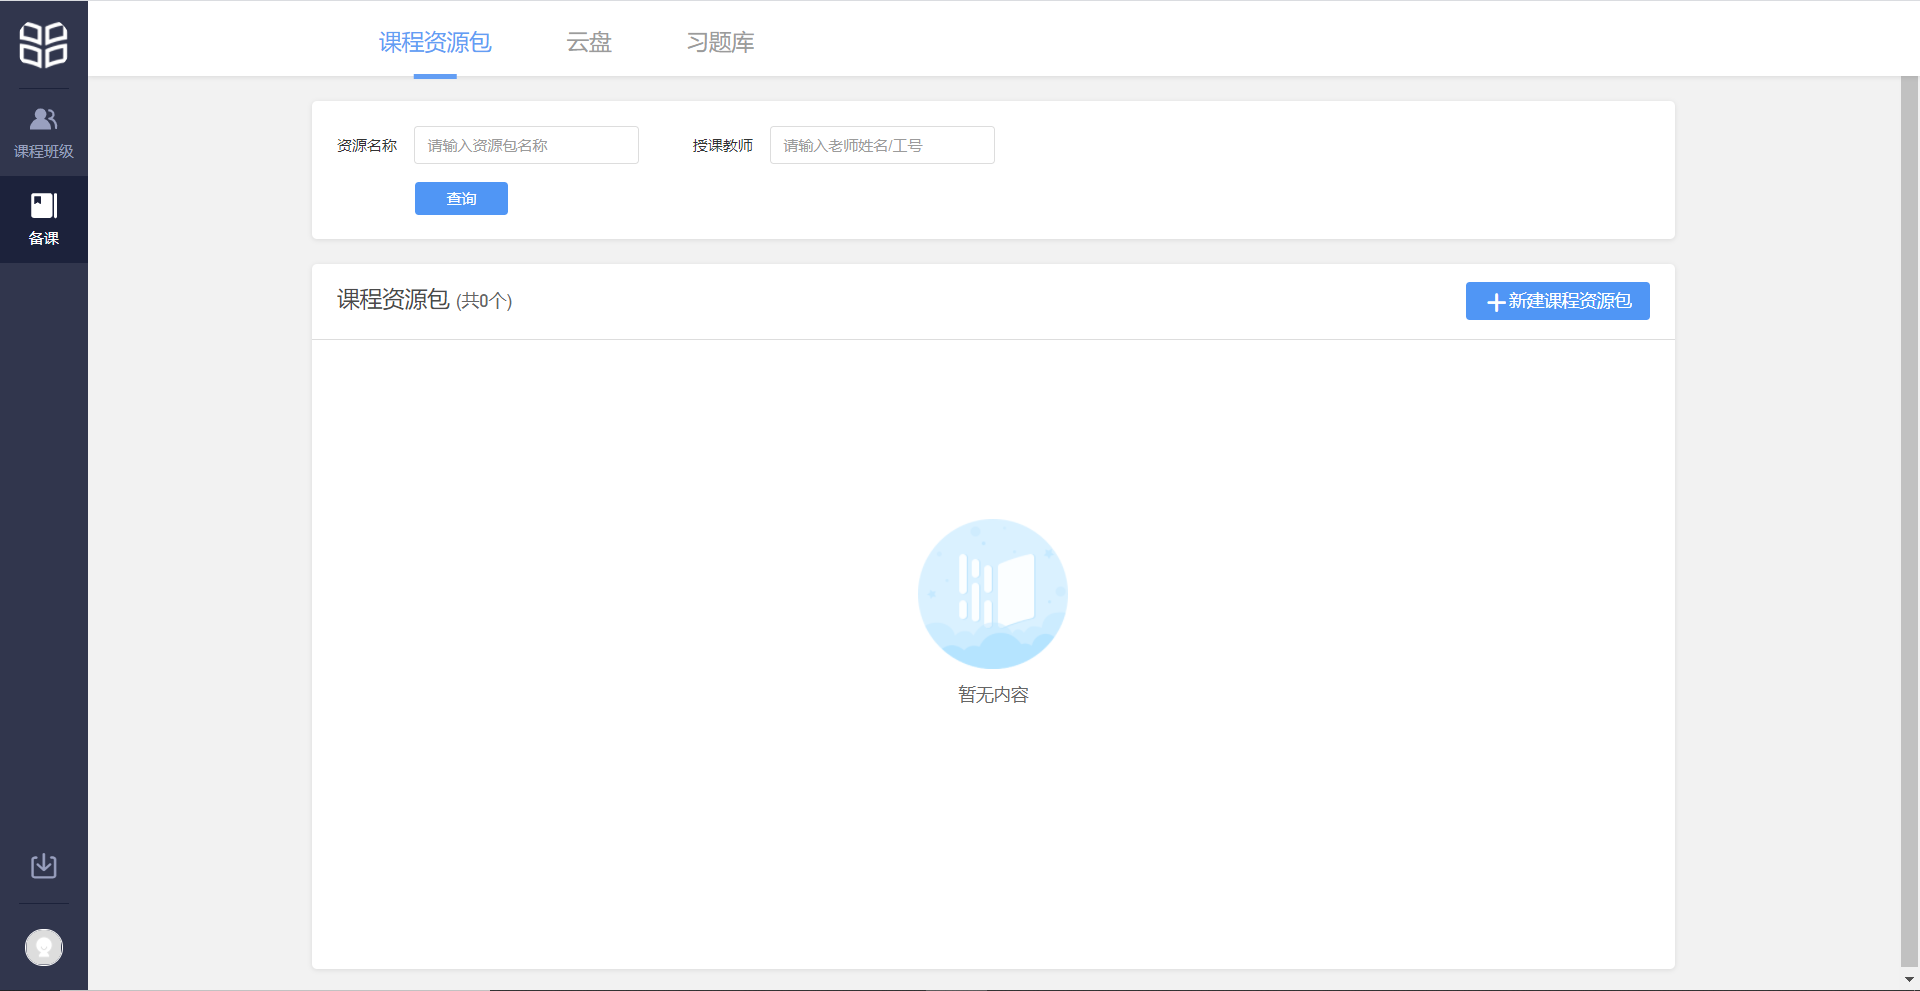 课程资源包
云盘
习题库
课程班级
备课
资源名称
请输入资源包名称
授课教师
请输入老师姓名/工号
查询
课程资源包 (共0个)
新建课程资源包
暂无内容